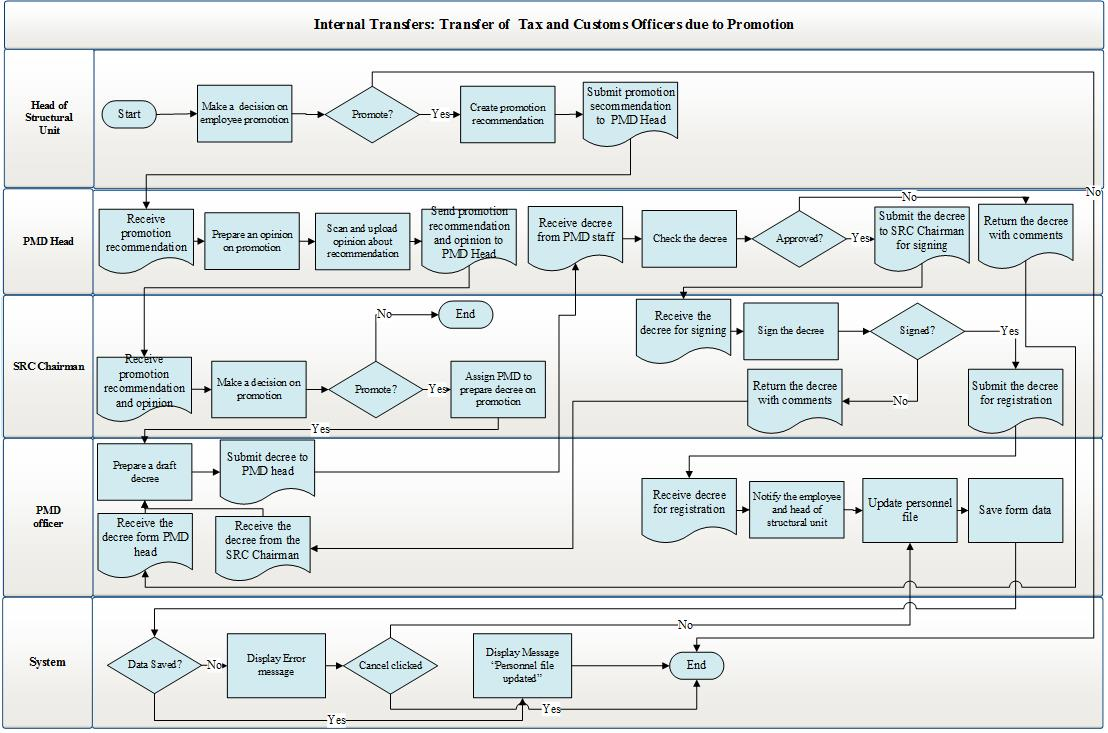 Internal Transfers: Transfer of Tax and Customs Officers due to Promotion
Head of
Structural
Unit
Start
Make a decision on
employee promotion
Promote?
Yes
Create promotion
recommendation
Submit promotion
secommendation
to PMD Head
No
PMD Head
Receive
promotion
recommendation
Prepare an opinion
on promotion
Scan and upload
opinion about
recommendation
Send promotion
recommendation
and opinion to
PMD Head
Receive decree
from PMD staff
Check the decree
Approved?
No
Yes
Submit the decree
to SRC Chairman
for signing
Return the decree
with comments
SRC Chairman
Receive
promotion
recommendation
and opinion
Make a decision on
promotion
Promote?
No
End
Yes
Assign PMD to
prepare decree on
promotion
Yes
Receive the
decree for signing
Sign the decree
Signed?
Yes
No
Return the decree
with comments
Submit the decree
for registration
PMD
officer
Prepare a draft
decree
Submit decree to
PMD head
Receive the
decree form PMD
head
Receive the
decree from the
SRC Chairman
Receive decree
for registration
Notify the employee
and head of
structural unit
Update personnel
file
Save form data
System
Data Saved?
No
Display Error
message
Cancel clicked
No
Display Message
“Personnel file
updated”
End
Yes
Yes